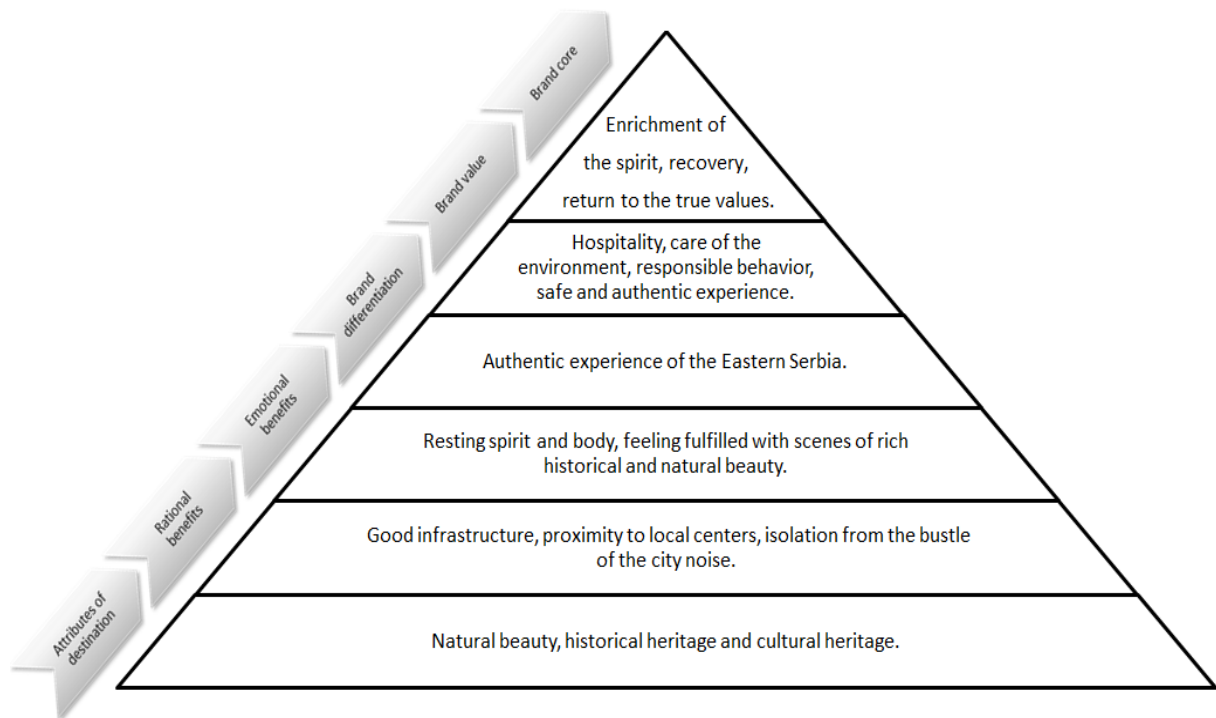 Brand core
Enrichment of
the spirit, recovery,
return to the true values.
Brand value
Hospitality, care of the
environment, responsible behavior,
safe and authentic experience.
Brand
differentiation
Authentic experience of the Eastern Serbia.
Emotional
benefits
Resting spirit and body, feeling fulfilled with scenes of rich
historical and natural beauty.
Rational
benefits
Good infrastructure, proximity to local centers, isolation from the bustle
of the city noise.
Attributes of
destination
Natural beauty, historical heritage and cultural heritage.